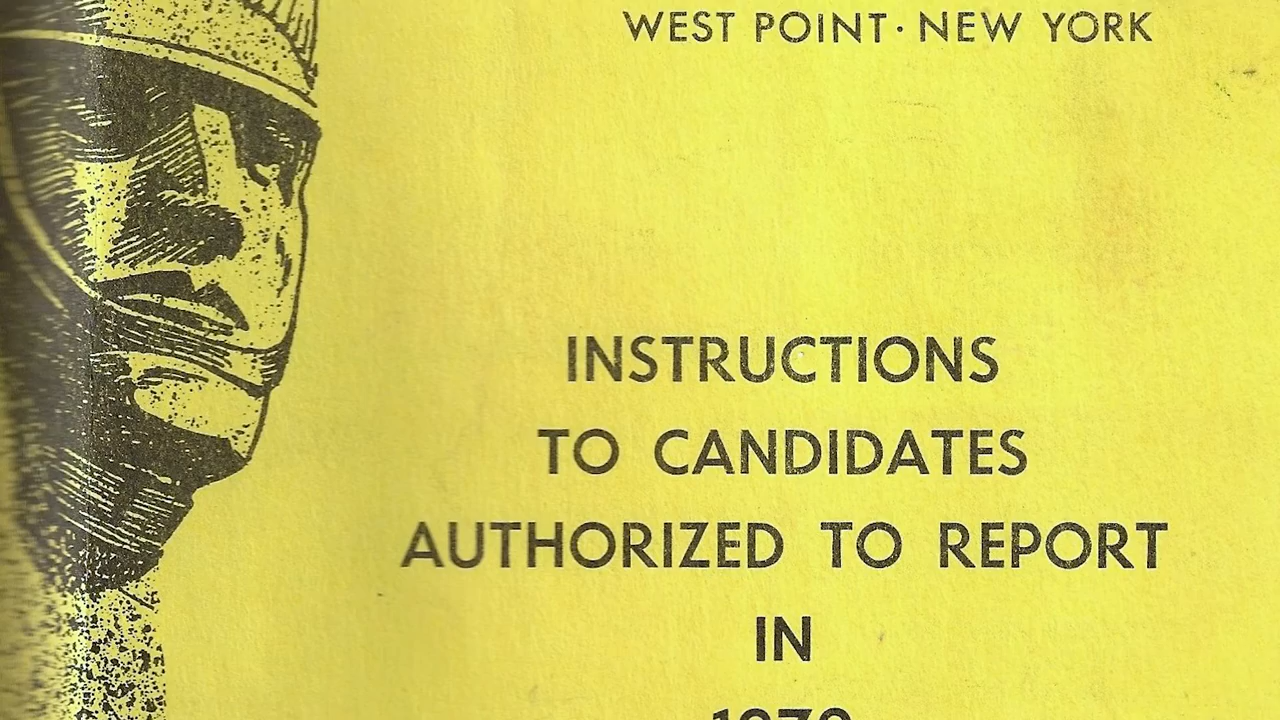 WEST POINT · NEW YORK
INSTRUCTIONS
TO CANDIDATES
AUTHORIZED TO REPORT
IN